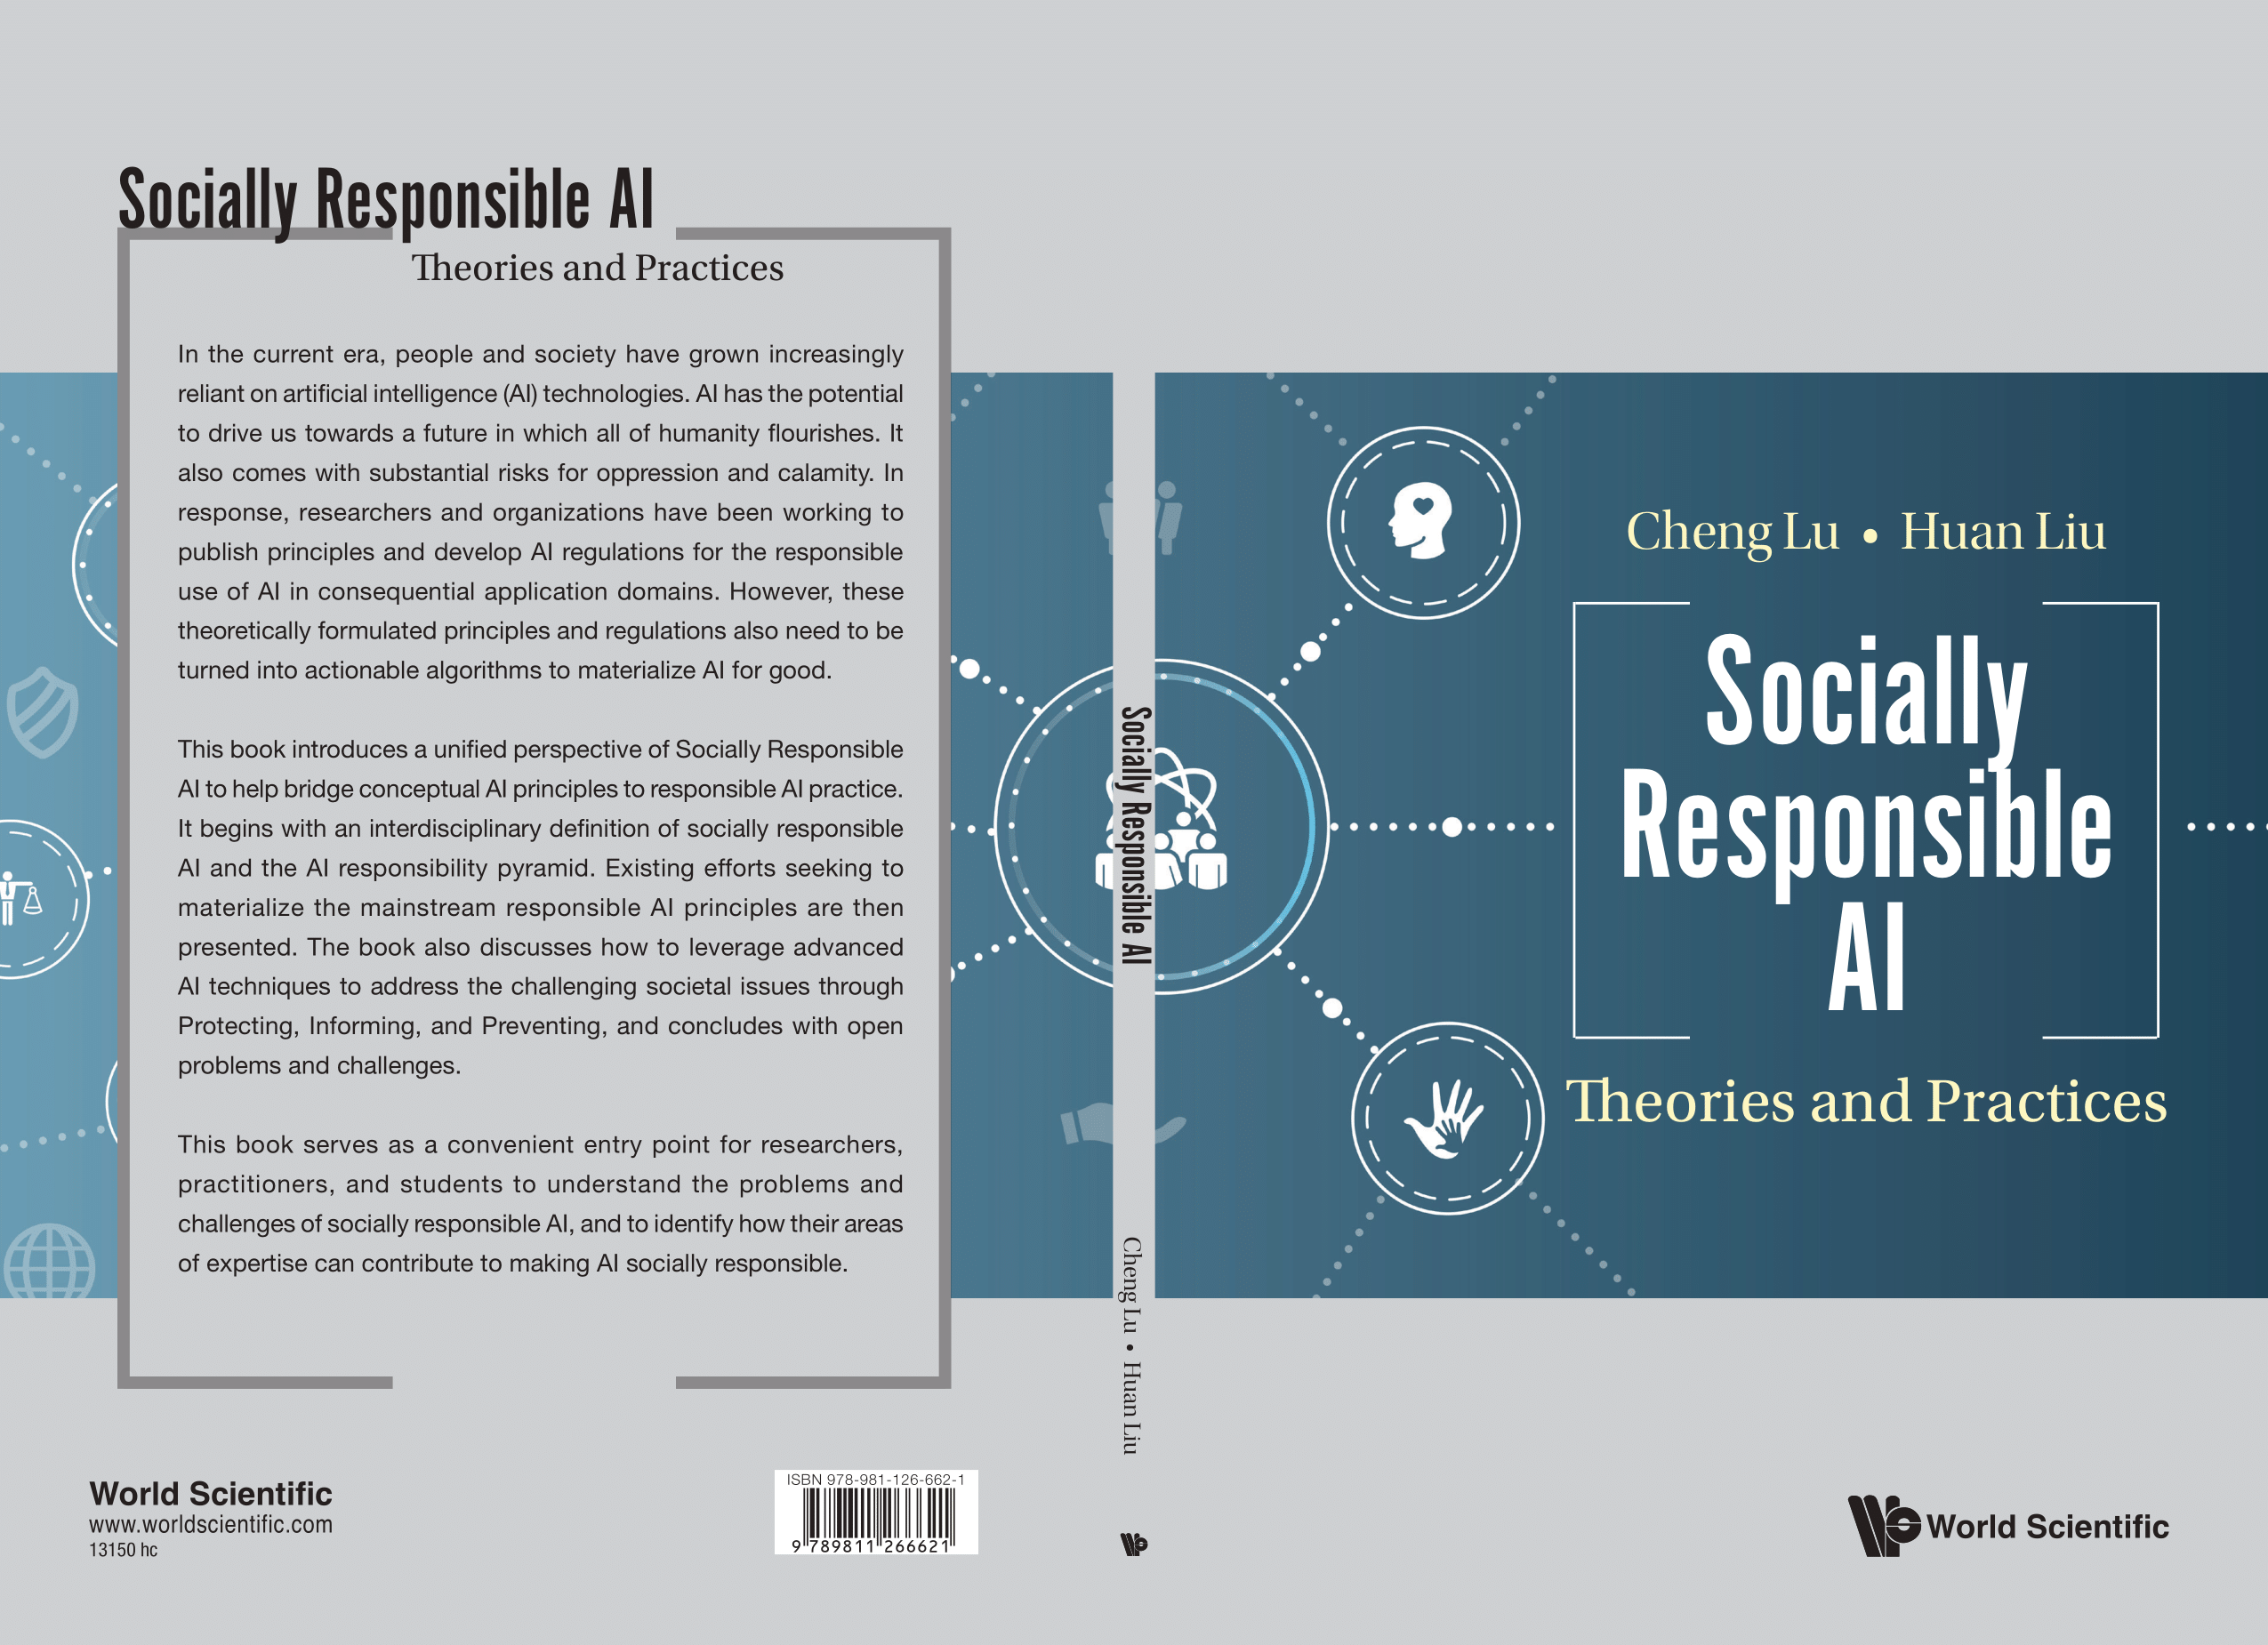 Socially Responsible AI
Theories and Practices
In the current era, people and society have grown increasingly
reliant on artificial intelligence (AI) technologies. AI has the potential
to drive us towards a future in which all of humanity flourishes. It
also comes with substantial risks for oppression and calamity. In
response, researchers and organizations have been working to
publish principles and develop AI regulations for the responsible
use of AI in consequential application domains. However, these
theoretically formulated principles and regulations also need to be
turned into actionable algorithms to materialize AI for good.
This book introduces a unified perspective of Socially Responsible
AI to help bridge conceptual AI principles to responsible AI practice.
It begins with an interdisciplinary definition of socially responsible
AI and the AI responsibility pyramid. Existing efforts seeking to
materialize the mainstream responsible AI principles are then
presented. The book also discusses how to leverage advanced
AI techniques to address the challenging societal issues through
Protecting, Informing, and Preventing, and concludes with open
problems and challenges.
This book serves as a convenient entry point for researchers,
practitioners, and students to understand the problems and
challenges of socially responsible AI, and to identify how their areas
of expertise can contribute to making AI socially responsible.
World Scientific
www.worldscientific.com
13150 hc
ISBN 978-981-126-662-1
9 789811 266621
Socially Responsible AI
Cheng Lu • Huan Liu
Cheng Lu • Huan Liu
Socially
Responsible
AI
Theories and Practices
World Scientific